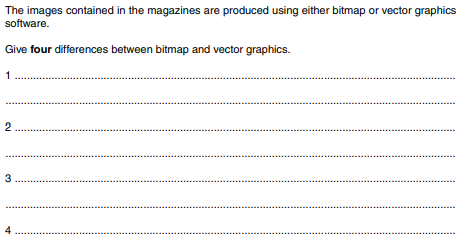 The images contained in the magazines are produced using either bitmap or vector graphics
software.
Give four differences between bitmap and vector graphics.
1 ..............................................................................................................
..............................................................................................................
2 ..............................................................................................................
..............................................................................................................
3 ..............................................................................................................
..............................................................................................................
4 ..............................................................................................................